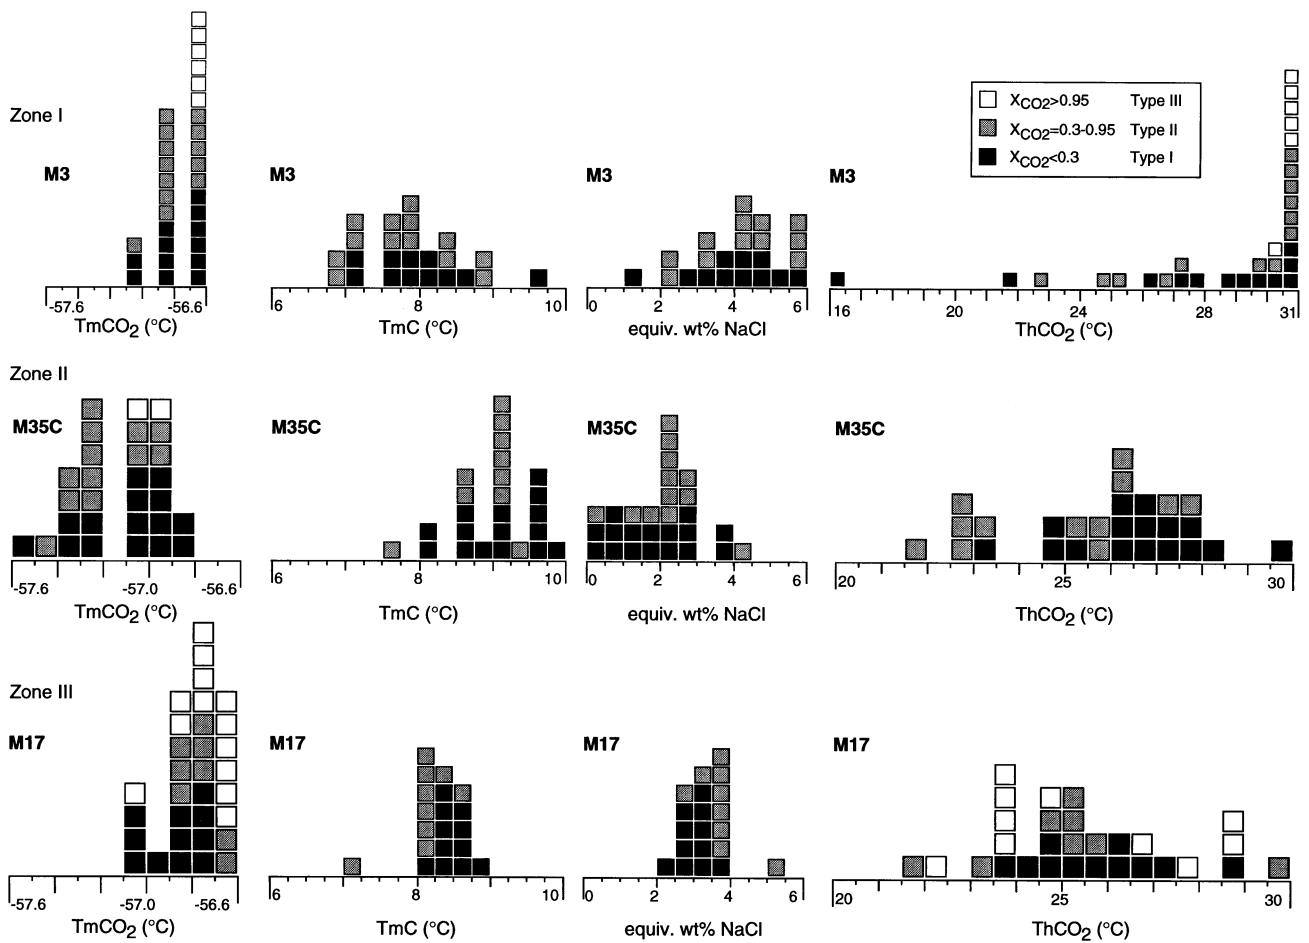 Zone I
X_CO2>0.95 Type III
X_CO2=0.3-0.95 Type II
X_CO2<0.3 Type I
M3 M3 M3 M3
-57.6 -56.6 6 8 10 0 2 4 6 16 20 24 28 31
TmCO2 (°C) TmC (°C) equiv. wt% NaCl ThCO2 (°C)
Zone II
M35C M35C M35C M35C
-57.6 -57.0 -56.6 6 8 10 0 2 4 6 20 25 30
TmCO2 (°C) TmC (°C) equiv. wt% NaCl ThCO2 (°C)
Zone III
M17 M17 M17 M17
-57.6 -57.0 -56.6 6 8 10 0 2 4 6 20 25 30
TmCO2 (°C) TmC (°C) equiv. wt% NaCl ThCO2 (°C)